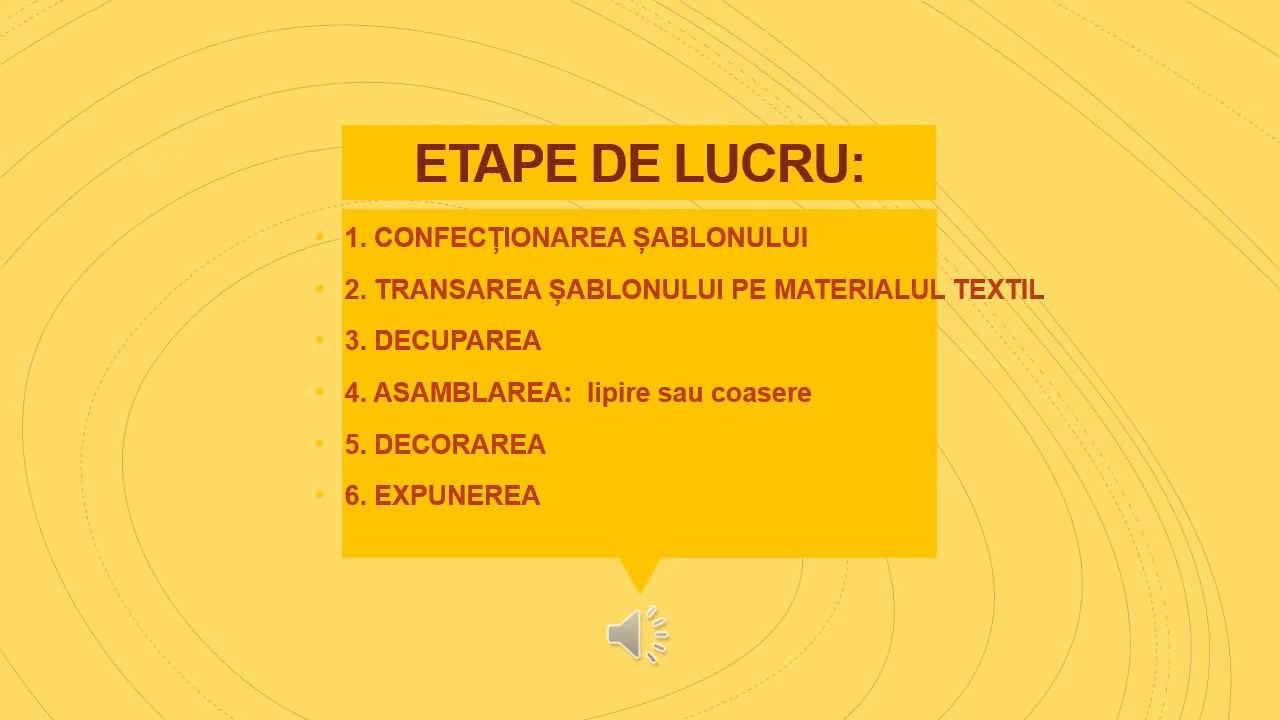 ETAPE DE LUCRU:
• 1. CONFECȚIONAREA ȘABLONULUI
• 2. TRANSAREA ȘABLONULUI PE MATERIALUL TEXTIL
• 3. DECUPAREA
• 4. ASAMBLAREA:  lipire sau coasere
• 5. DECORAREA
• 6. EXPUNEREA